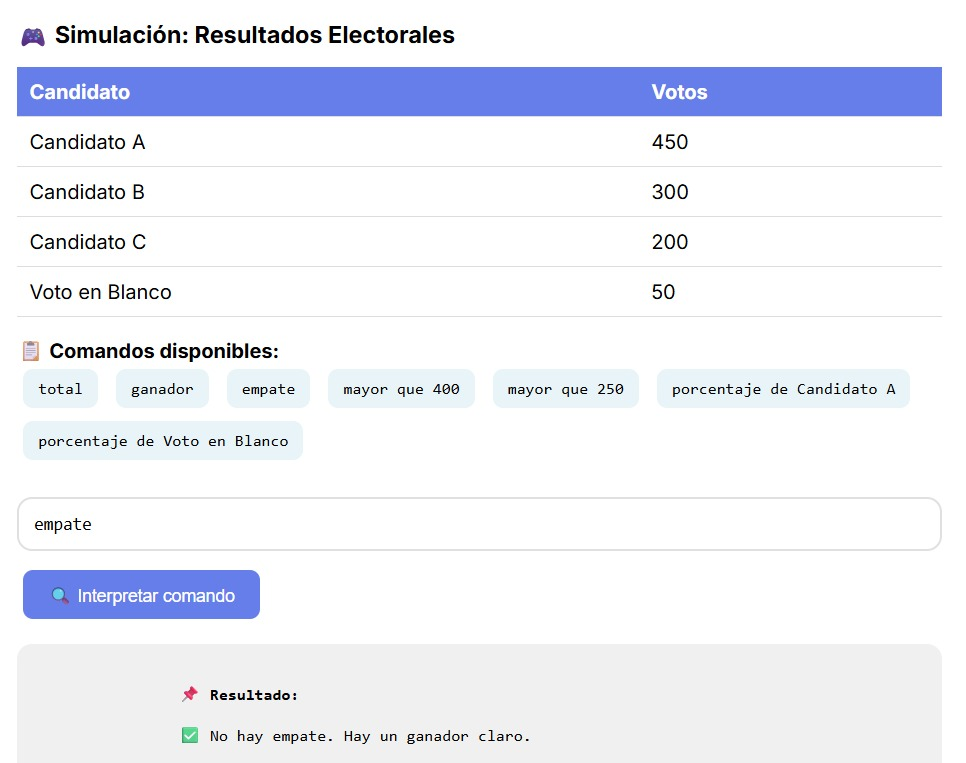 Simulación: Resultados Electorales
Candidato Votos
Candidato A 450
Candidato B 300
Candidato C 200
Voto en Blanco 50
Comandos disponibles:
total ganador empate mayor que 400 mayor que 250 porcentaje de Candidato A
porcentaje de Voto en Blanco
empate
Interpretar comando
Resultado:
No hay empate. Hay un ganador claro.